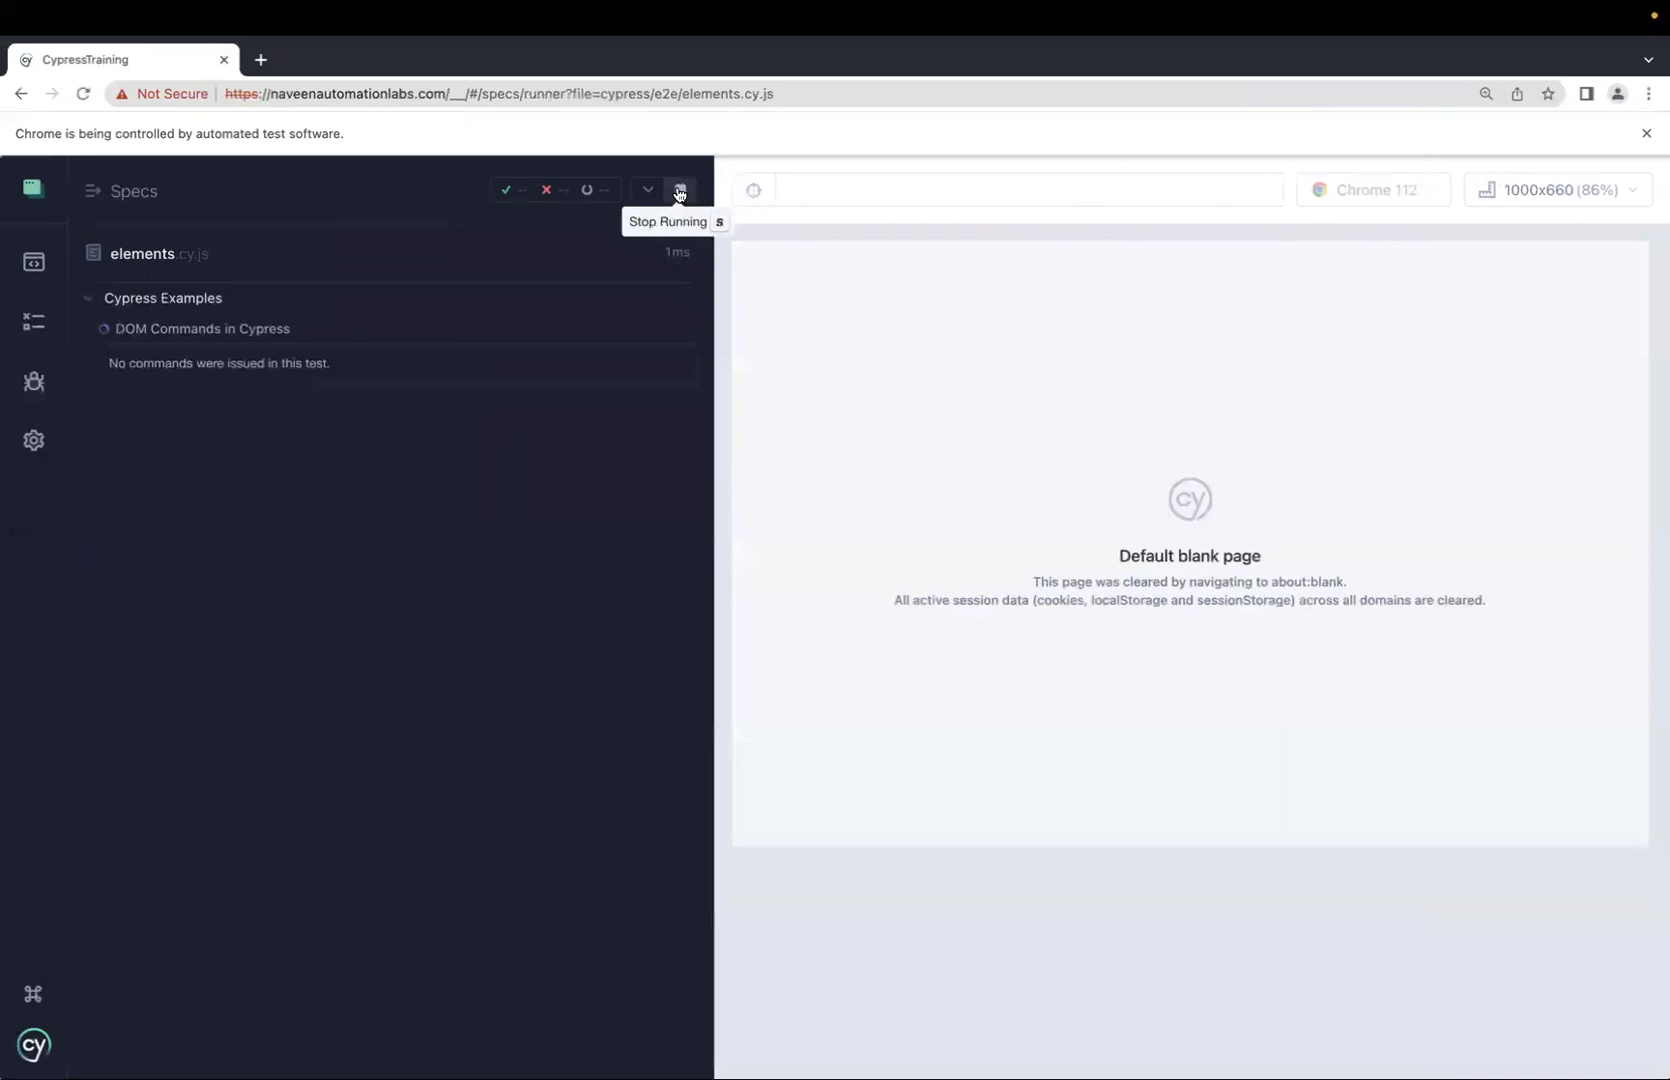 CypressTraining
Not Secure
https://naveenautomationlabs.com/__/#/specs/runner?file=cypress/e2e/elements.cy.js
Chrome is being controlled by automated test software.
Specs
-- -- --
Stop Running s
Chrome 112
1000x660 (86%)
elements.cy.js
1ms
Cypress Examples
DOM Commands in Cypress
No commands were issued in this test.
cy
Default blank page
This page was cleared by navigating to about:blank.
All active session data (cookies, localStorage and sessionStorage) across all domains are cleared.
cy